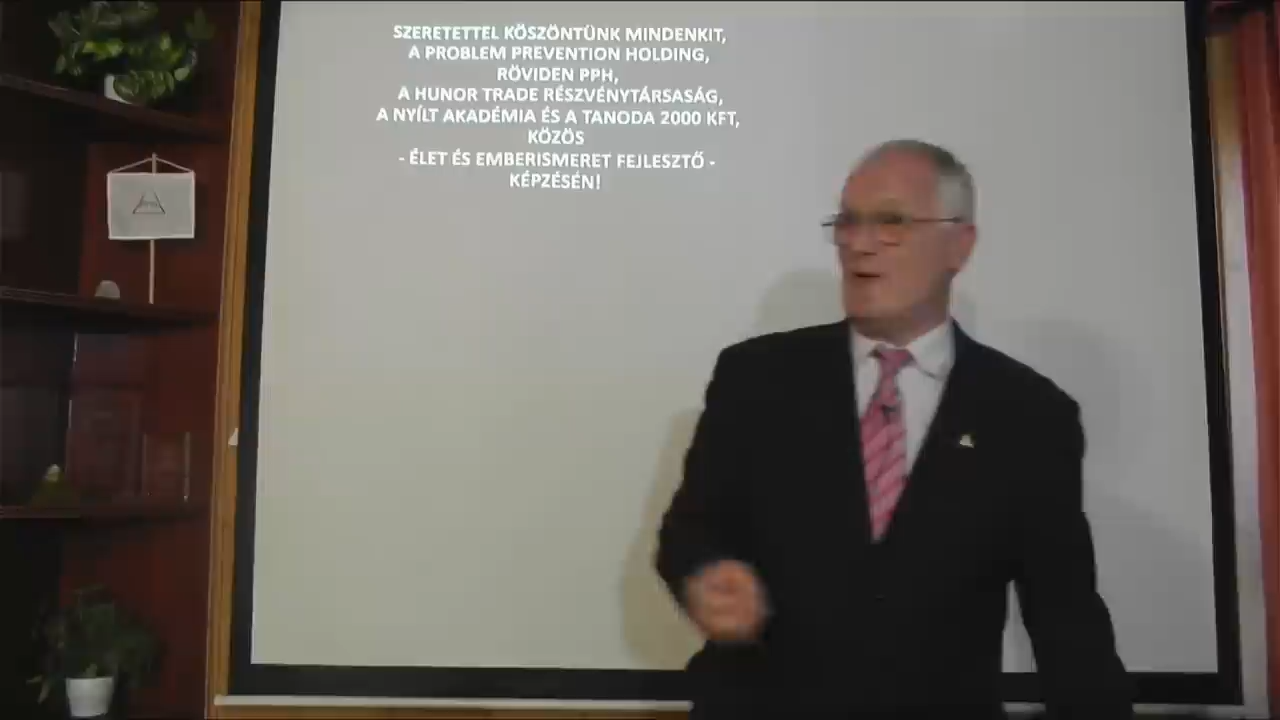 SZERETETTEL KÖSZÖNTÜNK MINDENKIT,
A PROBLEM PREVENTION HOLDING,
RÖVIDEN PPH,
A HUNOR TRADE RÉSZVÉNYTÁRSASÁG,
A NYÍLT AKADÉMIA ÉS A TANODA 2000 KFT,
KÖZÖS
- ÉLET ÉS EMBERISMERET FEJLESZTŐ -
KÉPZÉSÉN!